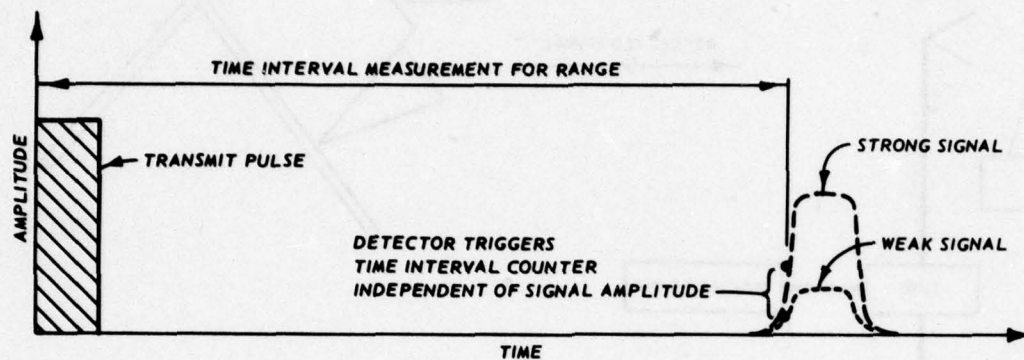 TIME INTERVAL MEASUREMENT FOR RANGE
AMPLITUDE
TRANSMIT PULSE
STRONG SIGNAL
WEAK SIGNAL
DETECTOR TRIGGERS
TIME INTERVAL COUNTER
INDEPENDENT OF SIGNAL AMPLITUDE
TIME